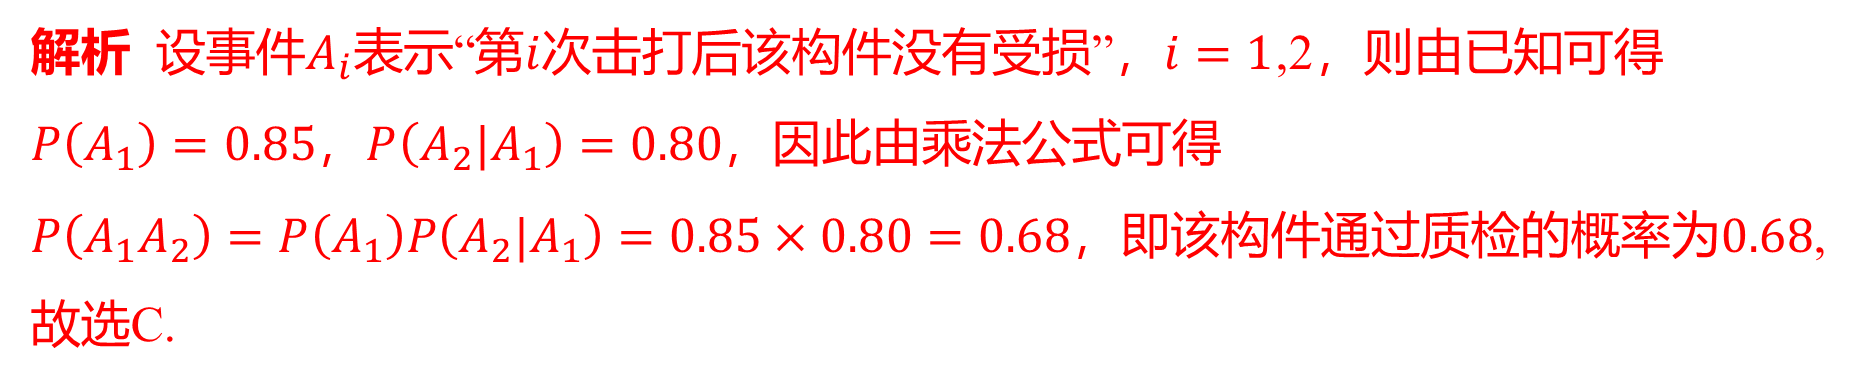 解析 设事件A_i表示“第i次击打后该构件没有受损”，i = 1,2，则由已知可得
P(A_1) = 0.85，P(A_2|A_1) = 0.80，因此由乘法公式可得
P(A_1A_2) = P(A_1)P(A_2|A_1) = 0.85 × 0.80 = 0.68，即该构件通过质检的概率为0.68,
故选C.